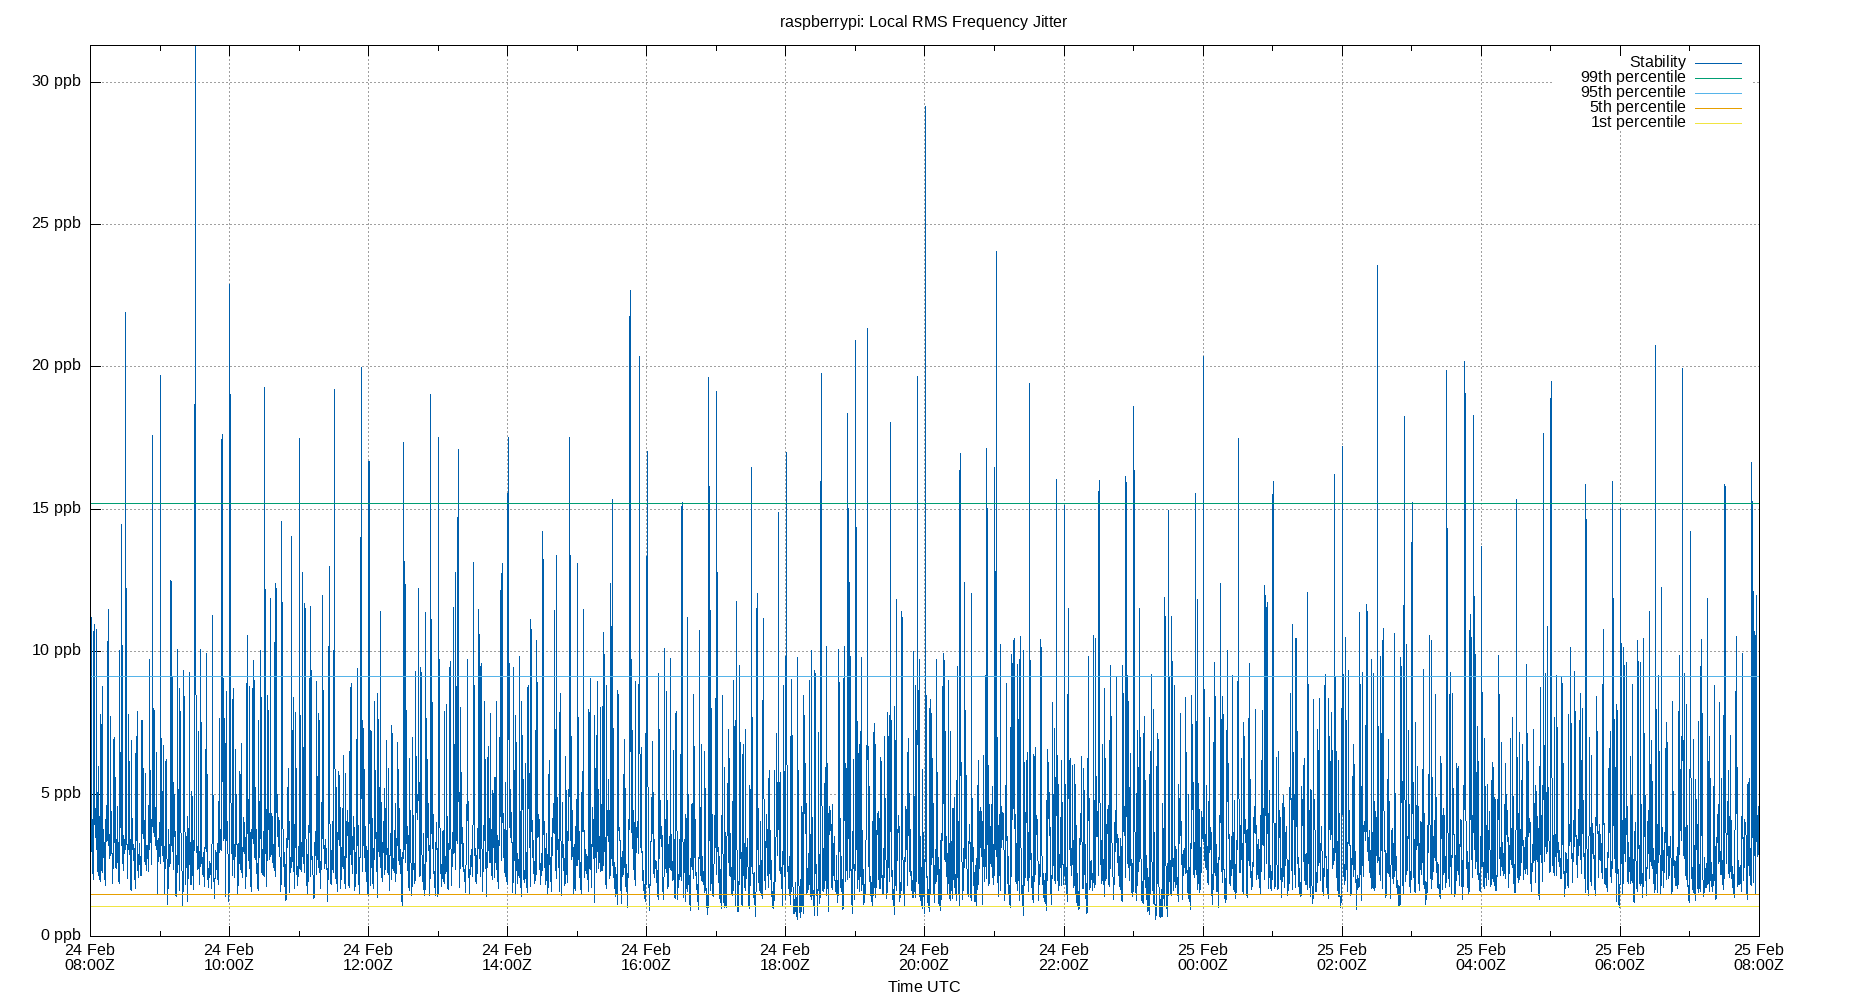 raspberrypi: Local RMS Frequency Jitter
30 ppb
25 ppb
20 ppb
15 ppb
10 ppb
5 ppb
0 ppb
Stability
99th percentile
95th percentile
5th percentile
1st percentile
24 Feb 24 Feb 24 Feb 24 Feb 24 Feb 24 Feb 24 Feb 24 Feb 25 Feb 25 Feb 25 Feb 25 Feb 25 Feb
08:00Z 10:00Z 12:00Z 14:00Z 16:00Z 18:00Z 20:00Z 22:00Z 00:00Z 02:00Z 04:00Z 06:00Z 08:00Z
Time UTC